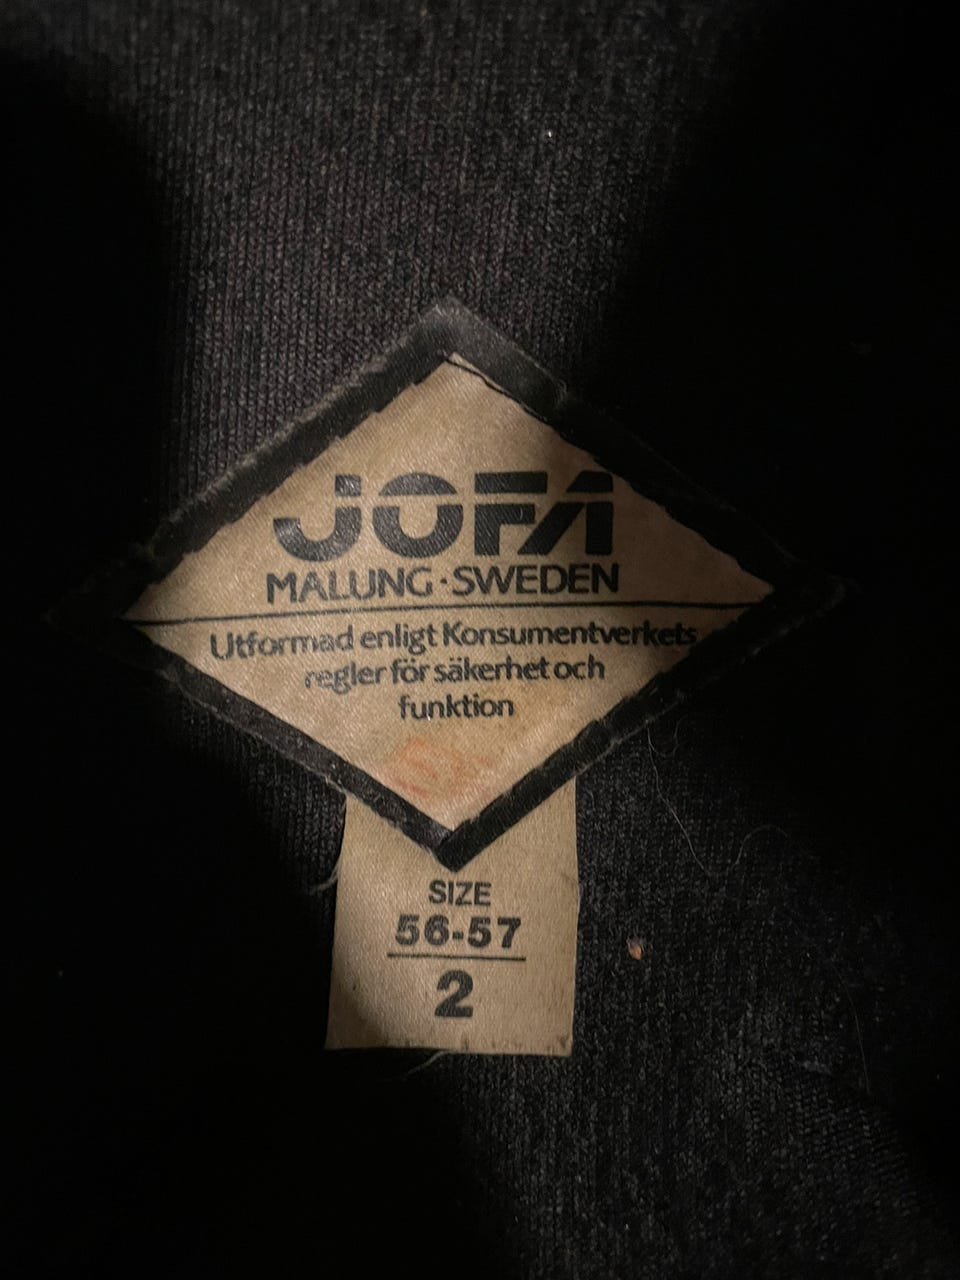 JOFA
MALUNG·SWEDEN
Utformad enligt Konsumentverkets
regler för säkerhet och
funktion
SIZE
56-57
2